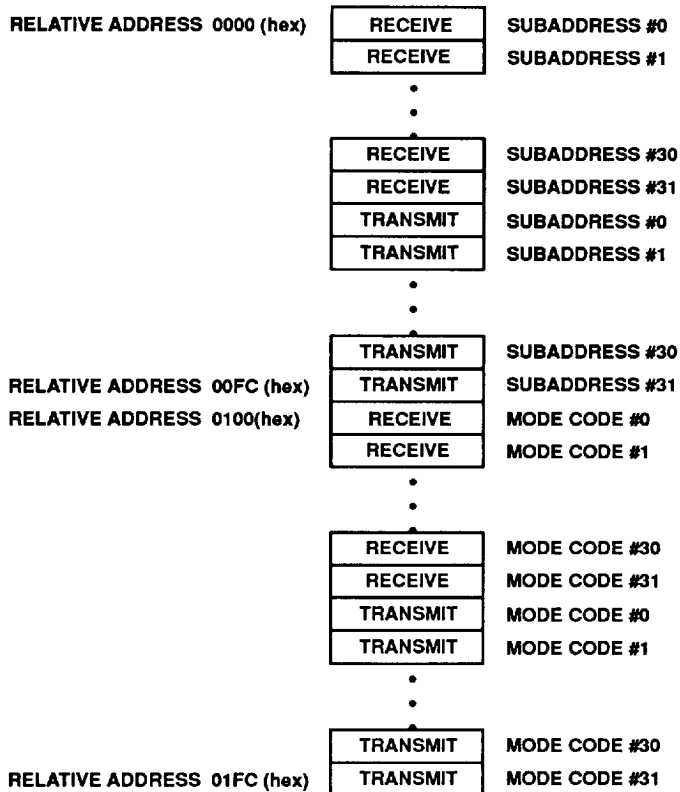 RELATIVE ADDRESS 0000 (hex) RECEIVE SUBADDRESS #0
RECEIVE SUBADDRESS #1
RECEIVE SUBADDRESS #30
RECEIVE SUBADDRESS #31
TRANSMIT SUBADDRESS #0
TRANSMIT SUBADDRESS #1
TRANSMIT SUBADDRESS #30
RELATIVE ADDRESS 00FC (hex) TRANSMIT SUBADDRESS #31
RELATIVE ADDRESS 0100(hex) RECEIVE MODE CODE #0
RECEIVE MODE CODE #1
RECEIVE MODE CODE #30
RECEIVE MODE CODE #31
TRANSMIT MODE CODE #0
TRANSMIT MODE CODE #1
TRANSMIT MODE CODE #30
RELATIVE ADDRESS 01FC (hex) TRANSMIT MODE CODE #31